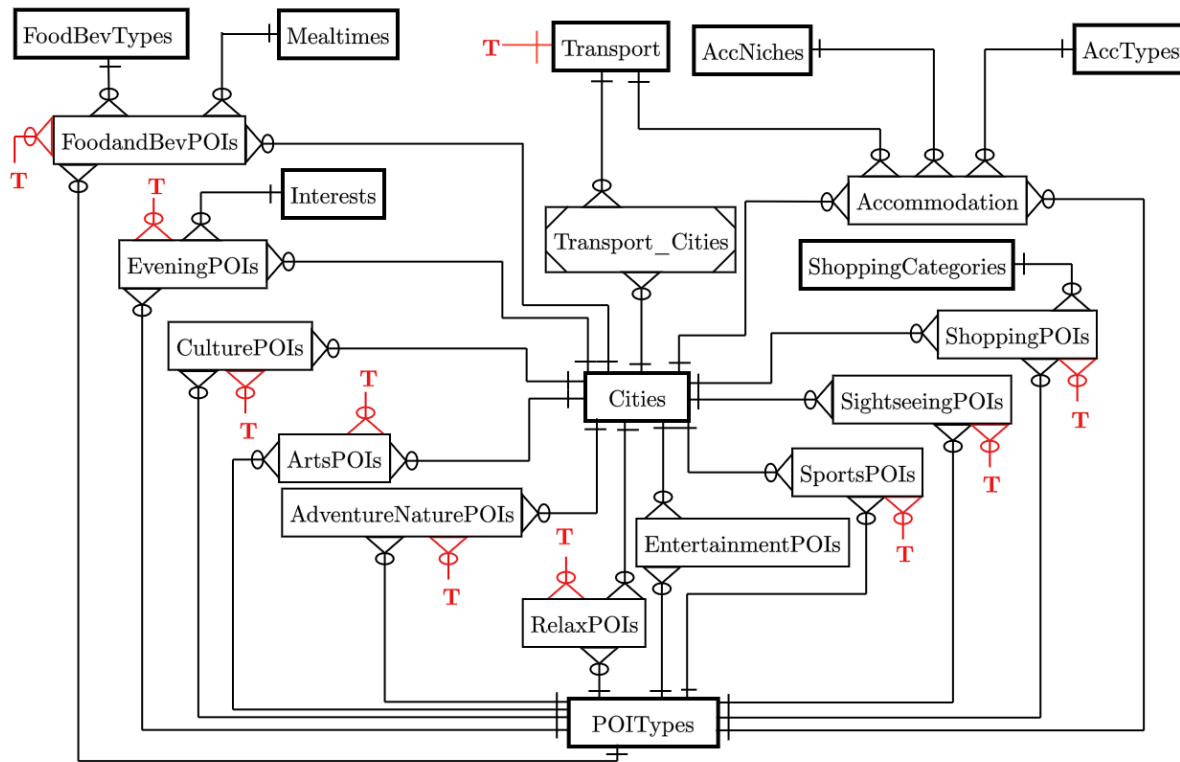 FoodBevTypes
Mealtimes
T
Transport
AccNiches
AccTypes
FoodandBevPOIs
T
T
Interests
Accommodation
Transport_Cities
EveningPOIs
ShoppingCategories
CulturePOIs
ShoppingPOIs
T
Cities
SightseeingPOIs
T
T
ArtsPOIs
SportsPOIs
T
AdventureNaturePOIs
T
EntertainmentPOIs
T
T
RelaxPOIs
POITypes